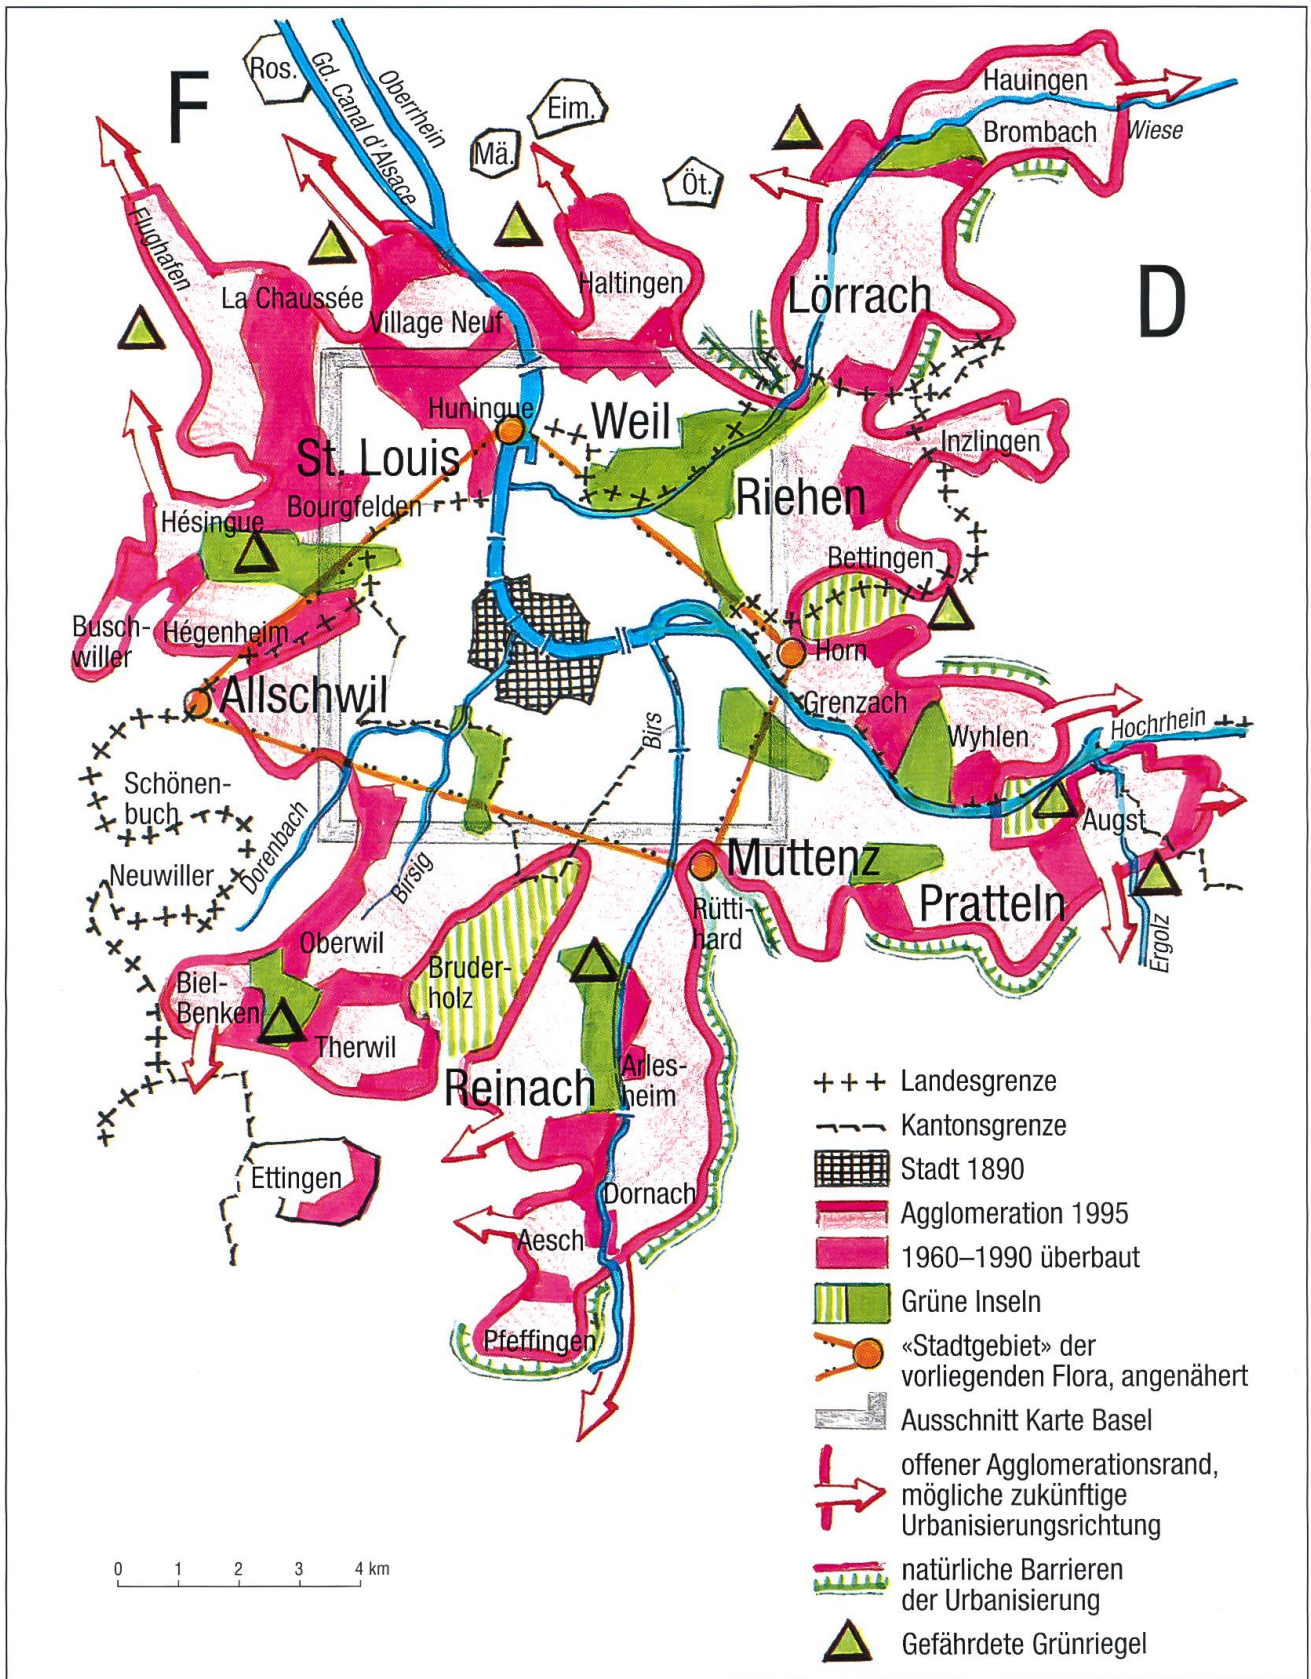 F
Ros.
Gd. Canal d'Alsace
Oberrhein
Eim.
Mä.
Öt.
Hauingen
Brombach
Wiese
Flughafen
La Chaussée
Village Neuf
Haltingen
Lörrach
D
Huningue
Weil
St. Louis
Inzlingen
Bourgfelden
Riehen
Hésingue
Bettingen
Busch-
willer
Hégenheim
Horn
Allschwil
Grenzach
Birs
Wyhlen
Hochrhein
Schönen-
buch
Augst
Neuwiller
Dorenbach
Birsig
Muttenz
Pratteln
Rütti-
hard
Ergolz
Oberwil
Bruder-
holz
Biel-
Benken
Therwil
Reinach
Arles-
heim
Ettingen
Dornach
Aesch
Pfeffingen
Landesgrenze
Kantonsgrenze
Stadt 1890
Agglomeration 1995
1960–1990 überbaut
Grüne Inseln
«Stadtgebiet» der
vorliegenden Flora, angenähert
Ausschnitt Karte Basel
offener Agglomerationsrand,
mögliche zukünftige
Urbanisierungsrichtung
natürliche Barrieren
der Urbanisierung
Gefährdete Grünriegel
0 1 2 3 4 km